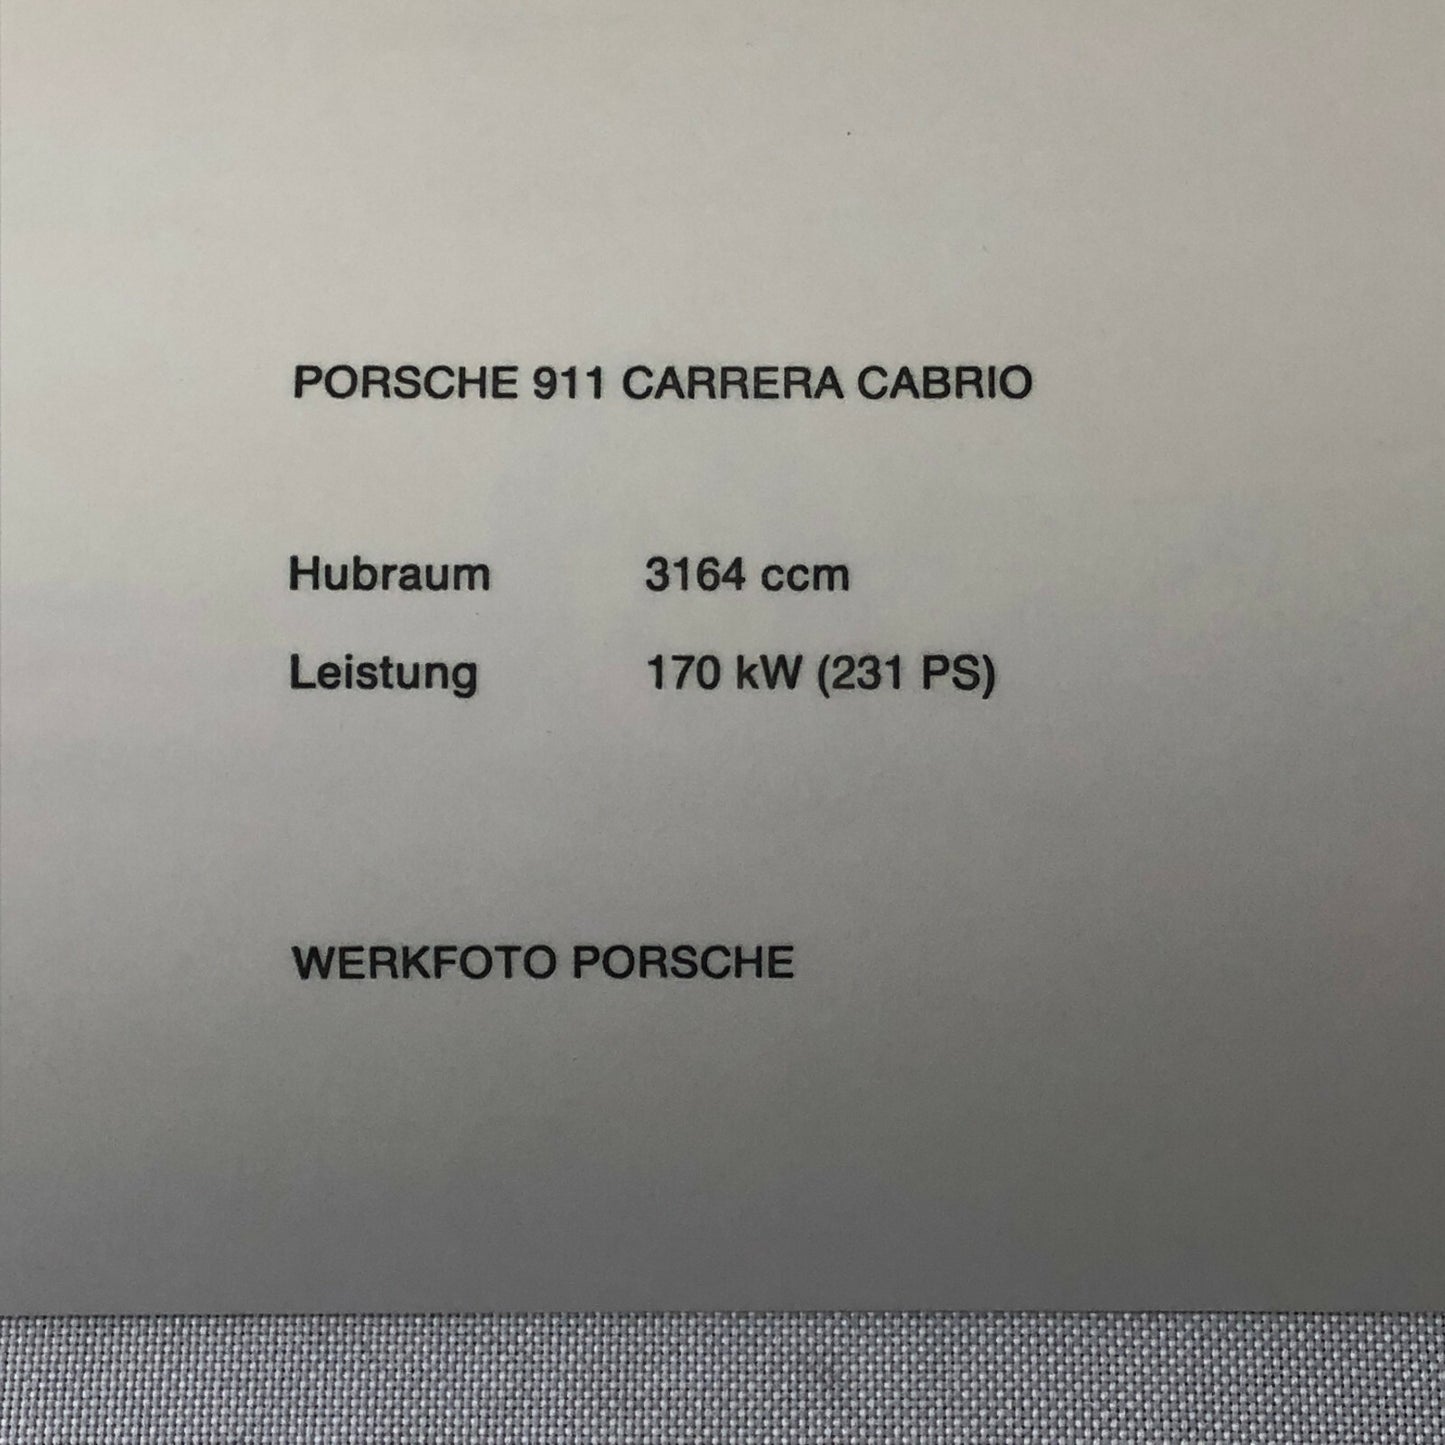 PORSCHE 911 CARRERA CABRIO
Hubraum 3164 ccm
Leistung 170 kW (231 PS)
WERKFOTO PORSCHE